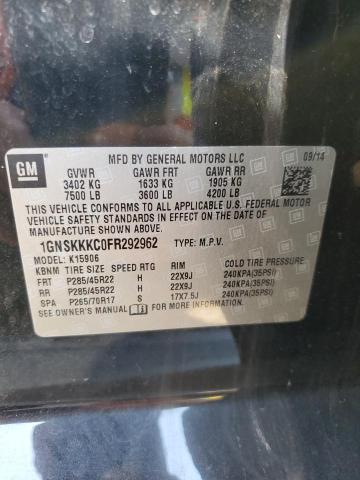 GM
MFD BY GENERAL MOTORS LLC 09/14
GVWR GAWR FRT GAWR RR
3402 KG 1633 KG 1905 KG
7500 LB 3600 LB 4200 LB
THIS VEHICLE CONFORMS TO ALL APPLICABLE U.S. FEDERAL MOTOR
VEHICLE SAFETY STANDARDS IN EFFECT ON THE DATE OF
MANUFACTURE SHOWN ABOVE.
1GNSKKKC0FR292962 TYPE: M.P.V.
MODEL: K15906
KBNM TIRE SIZE SPEED RTG RIM COLD TIRE PRESSURE
FRT P285/45R22 H 22X9J 240KPA(35PSI)
RR P285/45R22 H 22X9J 240KPA(35PSI)
SPA P265/70R17 S 17X7.5J 240KPA(35PSI)
SEE OWNER'S MANUAL FOR MORE INFORMATION.